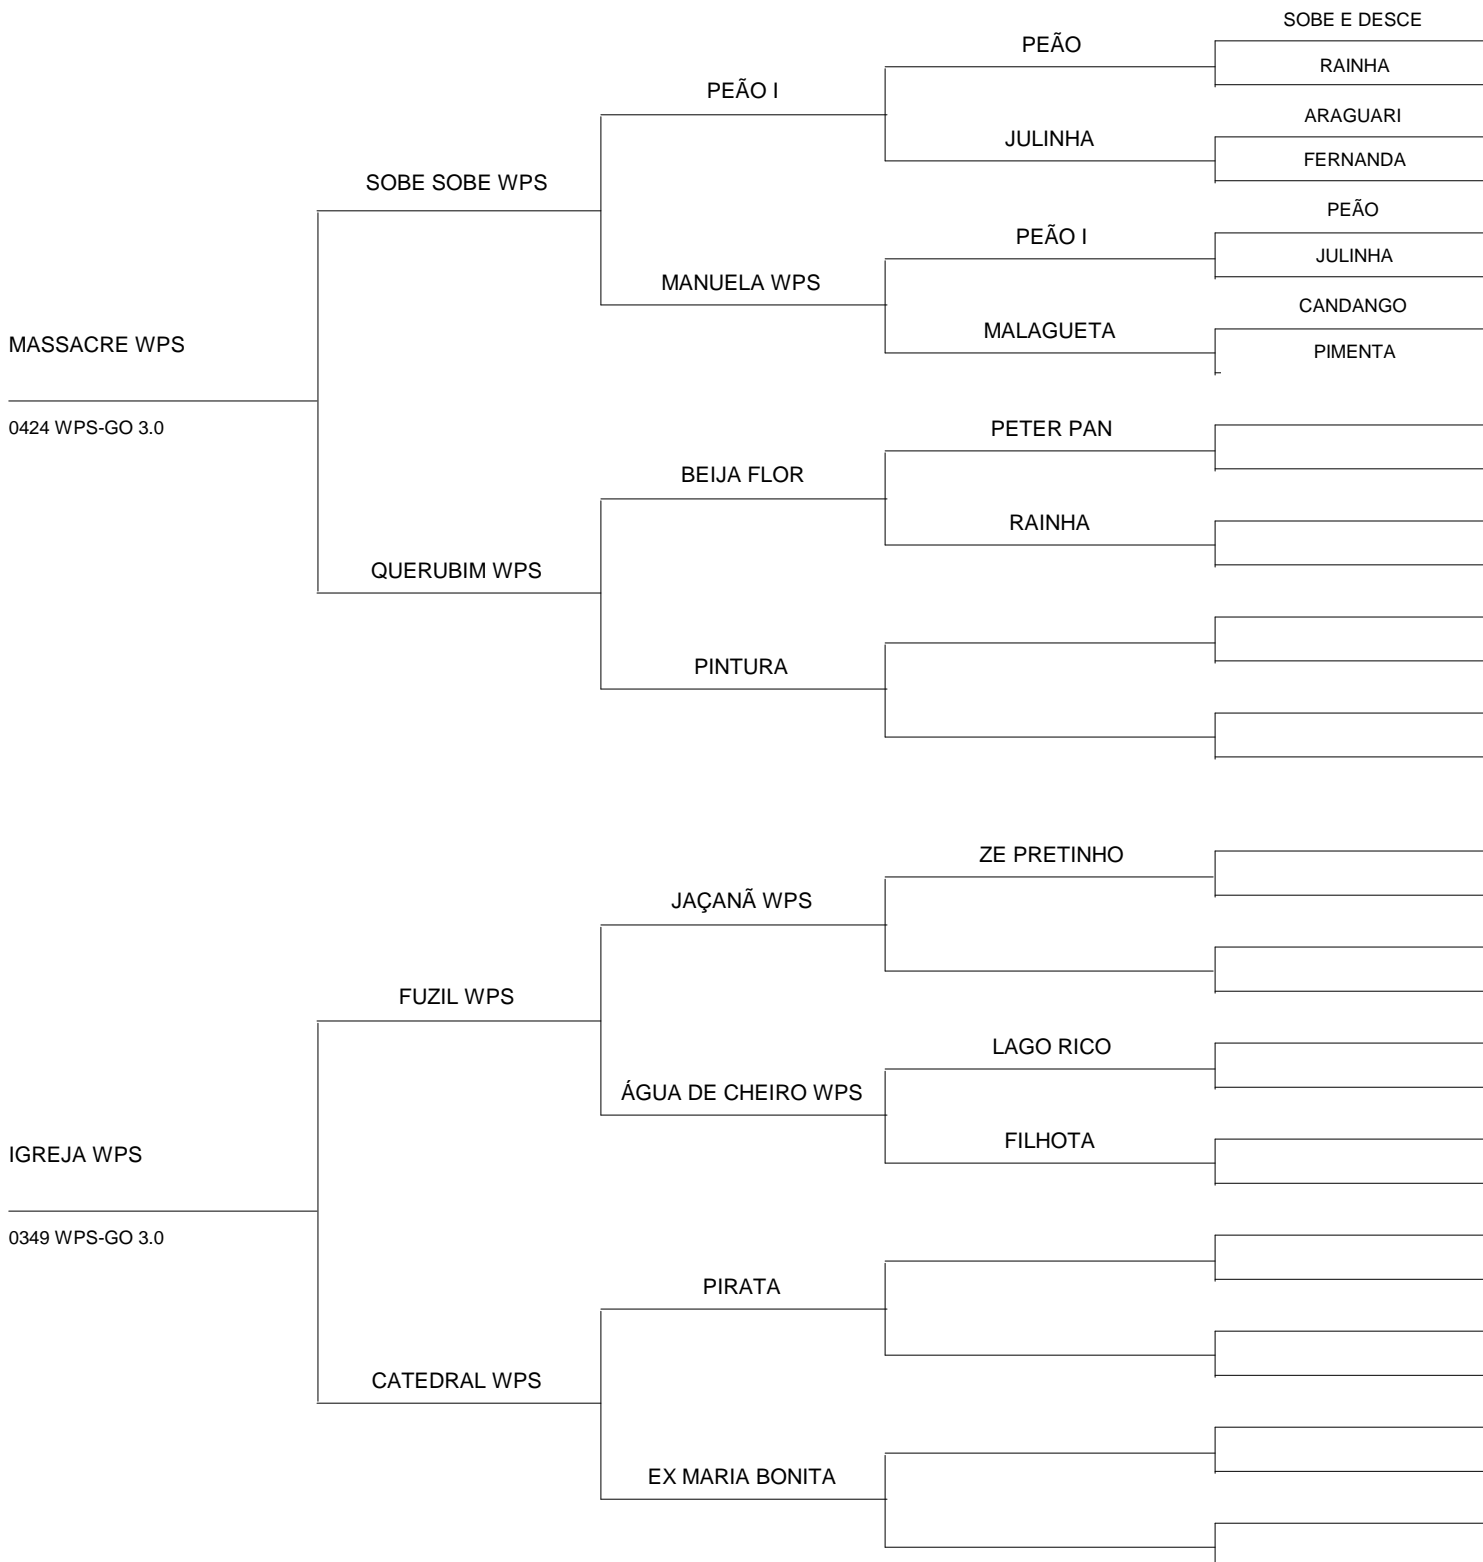 SOBE E DESCE
PEÃO
RAINHA
PEÃO I
ARAGUARI
JULINHA
FERNANDA
SOBE SOBE WPS
PEÃO
PEÃO I
JULINHA
MANUELA WPS
CANDANGO
MALAGUETA
MASSACRE WPS
PIMENTA
0424 WPS-GO 3.0
PETER PAN
BEIJA FLOR
RAINHA
QUERUBIM WPS
PINTURA
ZE PRETINHO
JAÇANÃ WPS
FUZIL WPS
LAGO RICO
ÁGUA DE CHEIRO WPS
FILHOTA
IGREJA WPS
0349 WPS-GO 3.0
PIRATA
CATEDRAL WPS
EX MARIA BONITA